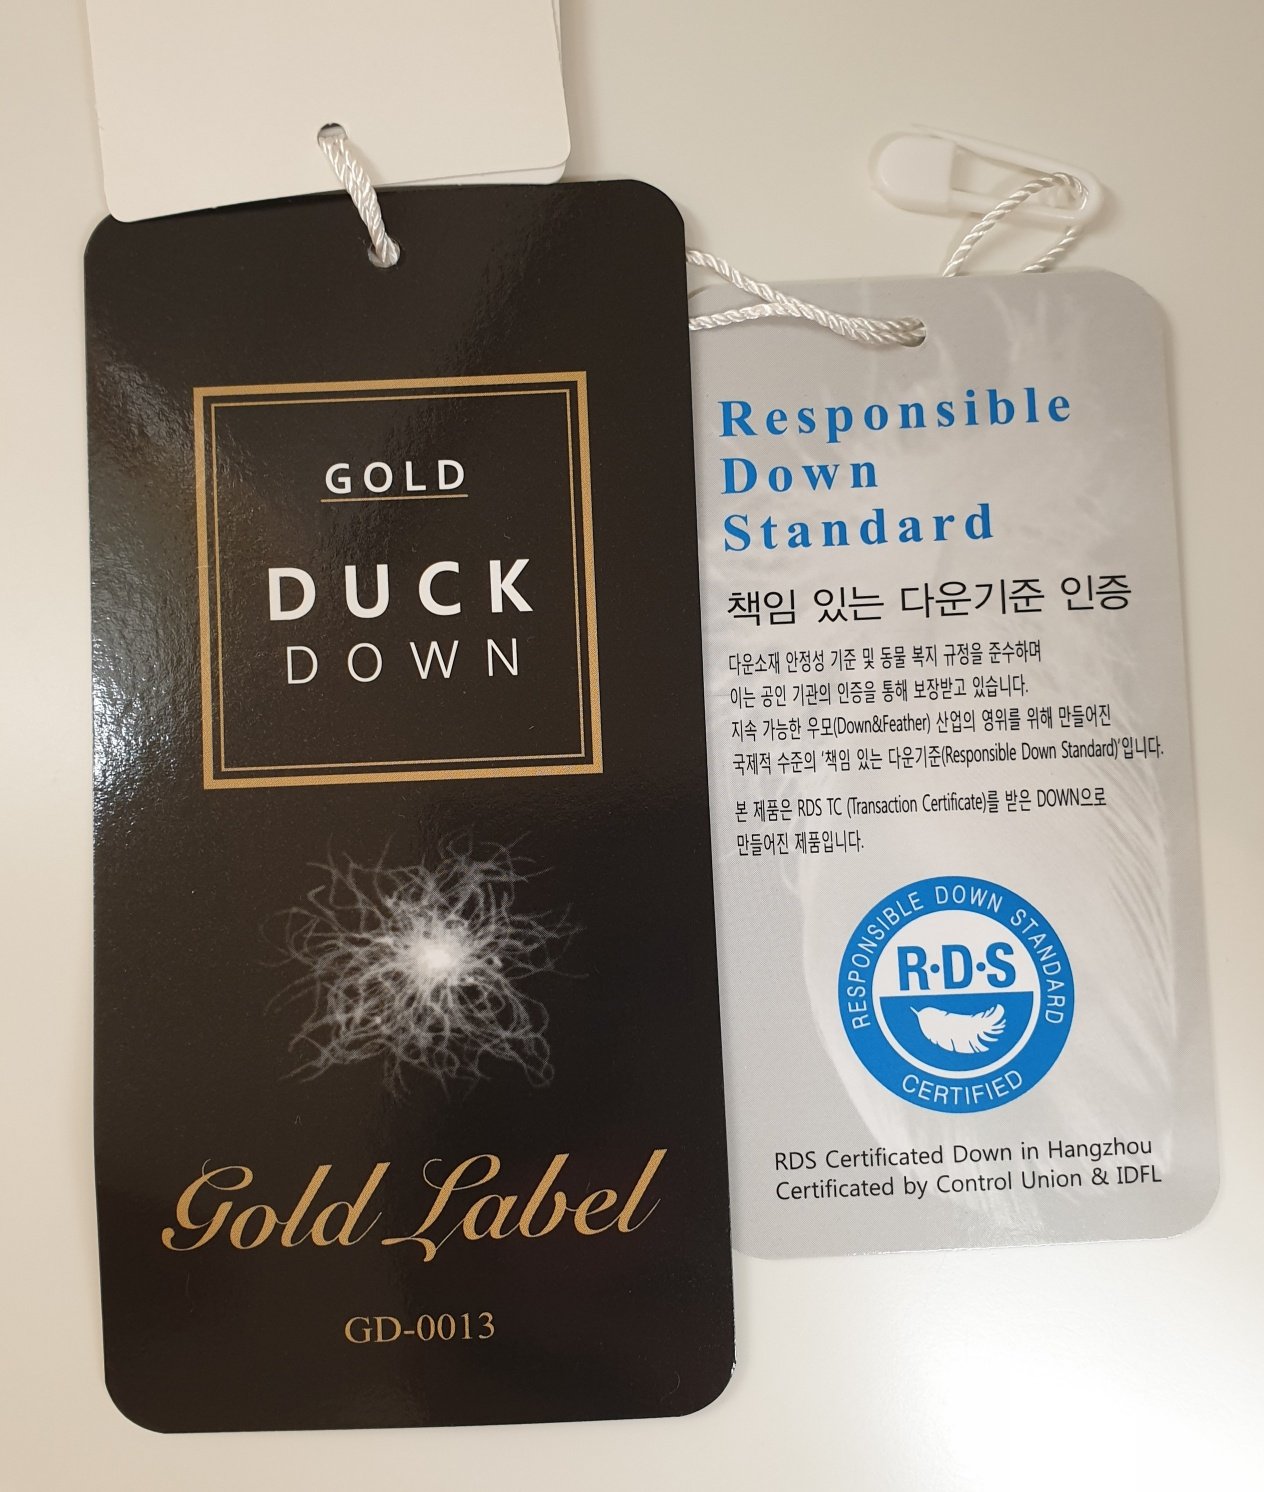 GOLD
DUCK
DOWN
Gold Label
GD-0013
Responsible
Down
Standard
책임 있는 다운기준 인증
다운소재 안정성 기준 및 동물 복지 규정을 준수하며
이는 공인 기관의 인증을 통해 보장받고 있습니다.
지속 가능한 우모(Down&Feather) 산업의 영위를 위해 만들어진
국제적 수준의 '책임 있는 다운기준(Responsible Down Standard)'입니다.
본 제품은 RDS TC (Transaction Certificate)를 받은 DOWN으로
만들어진 제품입니다.
RESPONSIBLE DOWN STANDARD
R·D·S
CERTIFIED
RDS Certificated Down in Hangzhou
Certificated by Control Union & IDFL